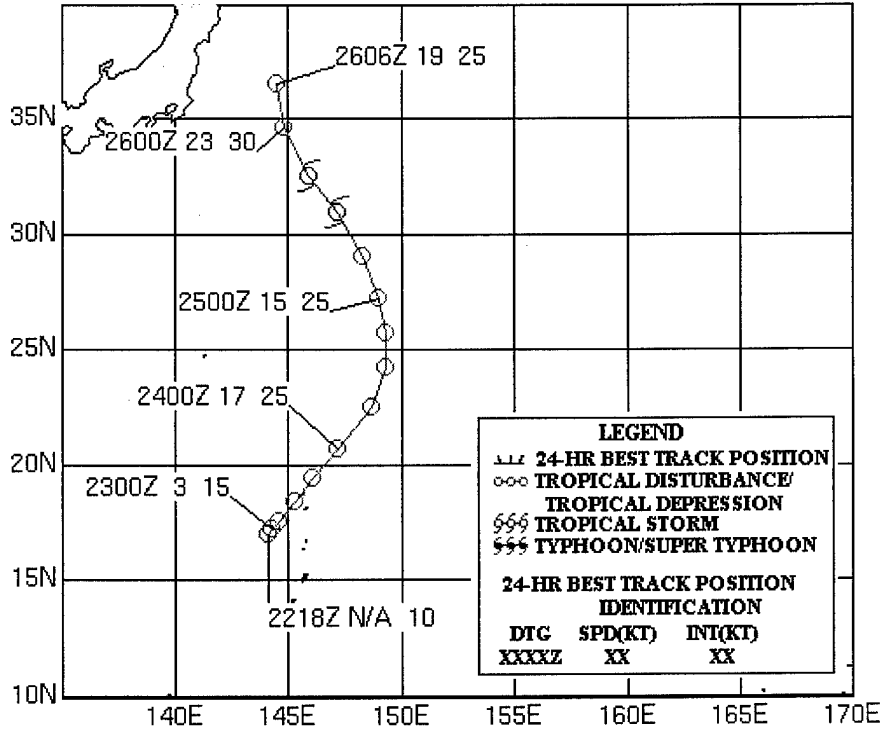 2606Z 19 25
35N
2600Z 23 30
30N
2500Z 15 25
25N
2400Z 17 25
20N
2300Z 3 15
15N
2218Z N/A 10
10N
140E 145E 150E 155E 160E 165E 170E
LEGEND
24-HR BEST TRACK POSITION
TROPICAL DISTURBANCE/
TROPICAL DEPRESSION
TROPICAL STORM
TYPHOON/SUPER TYPHOON
24-HR BEST TRACK POSITION
IDENTIFICATION
DTG SPD(KT) INT(KT)
XXXXZ XX XX